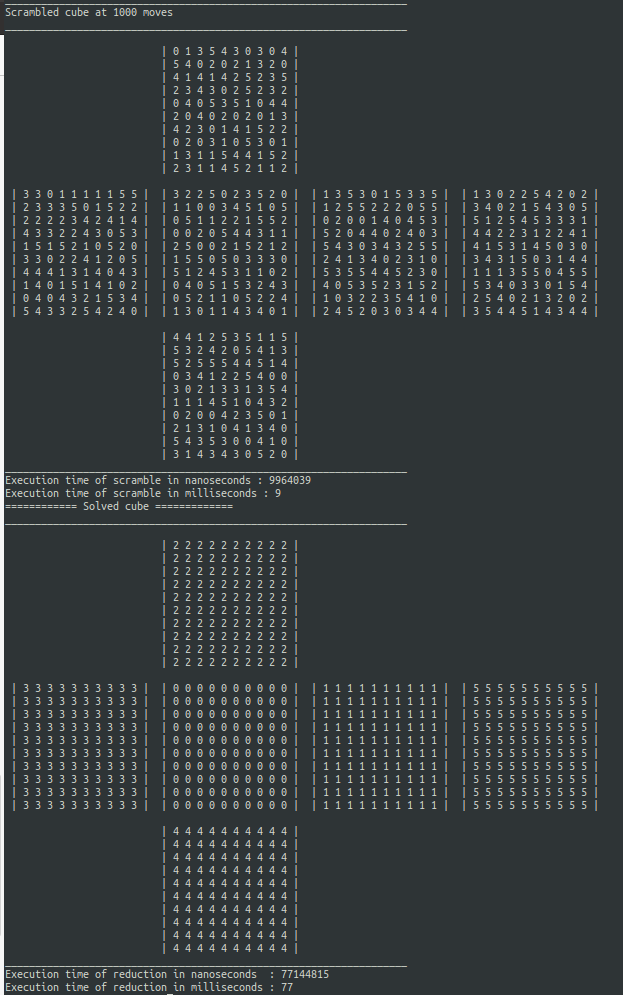 Scrambled cube at 1000 moves
| 0 1 3 5 4 3 0 3 0 4 |
| 5 4 0 2 0 2 1 3 2 0 |
| 4 1 4 1 4 2 5 2 3 5 |
| 2 3 4 3 0 2 5 2 3 2 |
| 0 4 0 5 3 5 1 0 4 4 |
| 2 0 4 0 2 0 2 0 1 3 |
| 4 2 3 0 1 4 1 5 2 2 |
| 0 2 0 3 1 0 5 3 0 1 |
| 1 3 1 1 5 4 4 1 5 2 |
| 2 3 1 1 4 5 2 1 1 2 |
| 3 3 0 1 1 1 1 1 5 5 | | 3 2 2 5 0 2 3 5 2 0 | | 1 3 5 3 0 1 5 3 3 5 | | 1 3 0 2 2 5 4 2 0 2 |
| 2 3 3 3 5 0 1 5 2 2 | | 1 1 0 0 3 4 5 1 0 5 | | 1 2 5 5 2 2 2 0 5 5 | | 3 4 0 2 1 5 4 3 0 5 |
| 2 2 2 2 3 4 2 4 1 4 | | 0 5 1 1 2 2 1 5 5 2 | | 0 2 0 0 1 4 0 4 5 3 | | 5 1 2 5 4 5 3 3 3 1 |
| 4 3 3 2 2 4 3 0 5 3 | | 0 0 2 0 5 4 4 3 1 1 | | 5 2 0 4 4 0 2 4 0 3 | | 4 4 2 2 3 1 2 2 4 1 |
| 1 5 1 5 2 1 0 5 2 0 | | 2 5 0 0 2 1 5 2 1 2 | | 5 4 3 0 3 4 3 2 5 5 | | 4 1 5 3 1 4 5 0 3 0 |
| 3 3 0 2 2 4 1 2 0 5 | | 1 5 5 0 5 0 3 3 3 0 | | 2 4 1 3 4 0 2 3 1 0 | | 3 4 3 1 5 0 3 1 4 4 |
| 4 4 4 1 3 1 4 0 4 3 | | 5 1 2 4 5 3 1 1 0 2 | | 5 3 5 5 4 4 5 2 3 0 | | 1 1 1 3 5 5 0 4 5 5 |
| 1 4 0 1 5 1 4 1 0 2 | | 0 4 0 5 1 5 3 2 4 3 | | 4 0 5 3 5 2 3 1 5 2 | | 5 3 4 0 3 3 0 1 5 4 |
| 0 4 0 4 3 2 1 5 3 4 | | 0 5 2 1 1 0 5 2 2 4 | | 1 0 3 2 2 3 5 4 1 0 | | 2 5 4 0 2 1 3 2 0 2 |
| 5 4 3 3 2 5 4 2 4 0 | | 1 3 0 1 1 4 3 4 0 1 | | 2 4 5 2 0 3 0 3 4 4 | | 3 5 4 4 5 1 4 3 4 4 |
| 4 4 1 2 5 3 5 1 1 5 |
| 5 3 2 4 2 0 5 4 1 3 |
| 5 2 5 5 5 4 4 5 1 4 |
| 0 3 4 1 2 2 5 4 0 0 |
| 3 0 2 1 3 3 1 3 5 4 |
| 1 1 1 4 5 1 0 4 3 2 |
| 0 2 0 0 4 2 3 5 0 1 |
| 2 1 3 1 0 4 1 3 4 0 |
| 5 4 3 5 3 0 0 4 1 0 |
| 3 1 4 3 4 3 0 5 2 0 |
Execution time of scramble in nanoseconds : 9964039
Execution time of scramble in milliseconds : 9
============ Solved cube =============
| 2 2 2 2 2 2 2 2 2 2 |
| 2 2 2 2 2 2 2 2 2 2 |
| 2 2 2 2 2 2 2 2 2 2 |
| 2 2 2 2 2 2 2 2 2 2 |
| 2 2 2 2 2 2 2 2 2 2 |
| 2 2 2 2 2 2 2 2 2 2 |
| 2 2 2 2 2 2 2 2 2 2 |
| 2 2 2 2 2 2 2 2 2 2 |
| 2 2 2 2 2 2 2 2 2 2 |
| 2 2 2 2 2 2 2 2 2 2 |
| 3 3 3 3 3 3 3 3 3 3 | | 0 0 0 0 0 0 0 0 0 0 | | 1 1 1 1 1 1 1 1 1 1 | | 5 5 5 5 5 5 5 5 5 5 |
| 3 3 3 3 3 3 3 3 3 3 | | 0 0 0 0 0 0 0 0 0 0 | | 1 1 1 1 1 1 1 1 1 1 | | 5 5 5 5 5 5 5 5 5 5 |
| 3 3 3 3 3 3 3 3 3 3 | | 0 0 0 0 0 0 0 0 0 0 | | 1 1 1 1 1 1 1 1 1 1 | | 5 5 5 5 5 5 5 5 5 5 |
| 3 3 3 3 3 3 3 3 3 3 | | 0 0 0 0 0 0 0 0 0 0 | | 1 1 1 1 1 1 1 1 1 1 | | 5 5 5 5 5 5 5 5 5 5 |
| 3 3 3 3 3 3 3 3 3 3 | | 0 0 0 0 0 0 0 0 0 0 | | 1 1 1 1 1 1 1 1 1 1 | | 5 5 5 5 5 5 5 5 5 5 |
| 3 3 3 3 3 3 3 3 3 3 | | 0 0 0 0 0 0 0 0 0 0 | | 1 1 1 1 1 1 1 1 1 1 | | 5 5 5 5 5 5 5 5 5 5 |
| 3 3 3 3 3 3 3 3 3 3 | | 0 0 0 0 0 0 0 0 0 0 | | 1 1 1 1 1 1 1 1 1 1 | | 5 5 5 5 5 5 5 5 5 5 |
| 3 3 3 3 3 3 3 3 3 3 | | 0 0 0 0 0 0 0 0 0 0 | | 1 1 1 1 1 1 1 1 1 1 | | 5 5 5 5 5 5 5 5 5 5 |
| 3 3 3 3 3 3 3 3 3 3 | | 0 0 0 0 0 0 0 0 0 0 | | 1 1 1 1 1 1 1 1 1 1 | | 5 5 5 5 5 5 5 5 5 5 |
| 3 3 3 3 3 3 3 3 3 3 | | 0 0 0 0 0 0 0 0 0 0 | | 1 1 1 1 1 1 1 1 1 1 | | 5 5 5 5 5 5 5 5 5 5 |
| 4 4 4 4 4 4 4 4 4 4 |
| 4 4 4 4 4 4 4 4 4 4 |
| 4 4 4 4 4 4 4 4 4 4 |
| 4 4 4 4 4 4 4 4 4 4 |
| 4 4 4 4 4 4 4 4 4 4 |
| 4 4 4 4 4 4 4 4 4 4 |
| 4 4 4 4 4 4 4 4 4 4 |
| 4 4 4 4 4 4 4 4 4 4 |
| 4 4 4 4 4 4 4 4 4 4 |
| 4 4 4 4 4 4 4 4 4 4 |
Execution time of reduction in nanoseconds  : 77144815
Execution time of reduction in milliseconds : 77